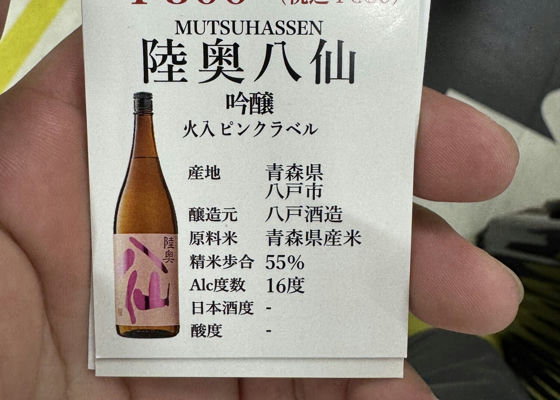 MUTSUHASSEN
陸奥八仙
吟醸
火入ピンクラベル
産地 青森県
八戸市
醸造元 八戸酒造
原料米 青森県産米
精米歩合 55%
Alc度数 16度
日本酒度 -
酸度 -
陸奥
八仙